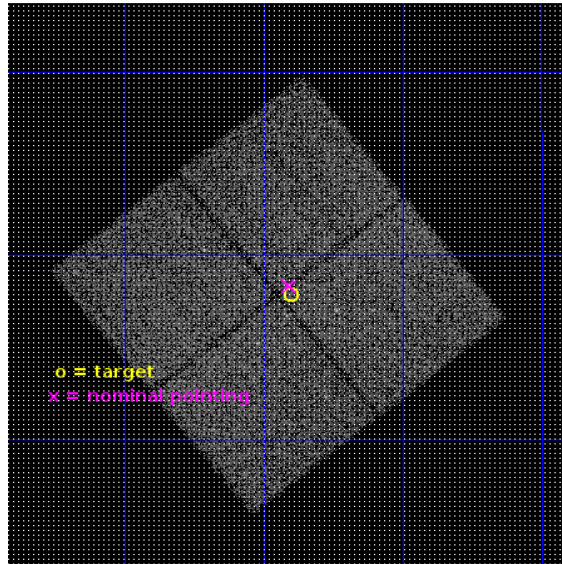 o = target
x = nominal pointing